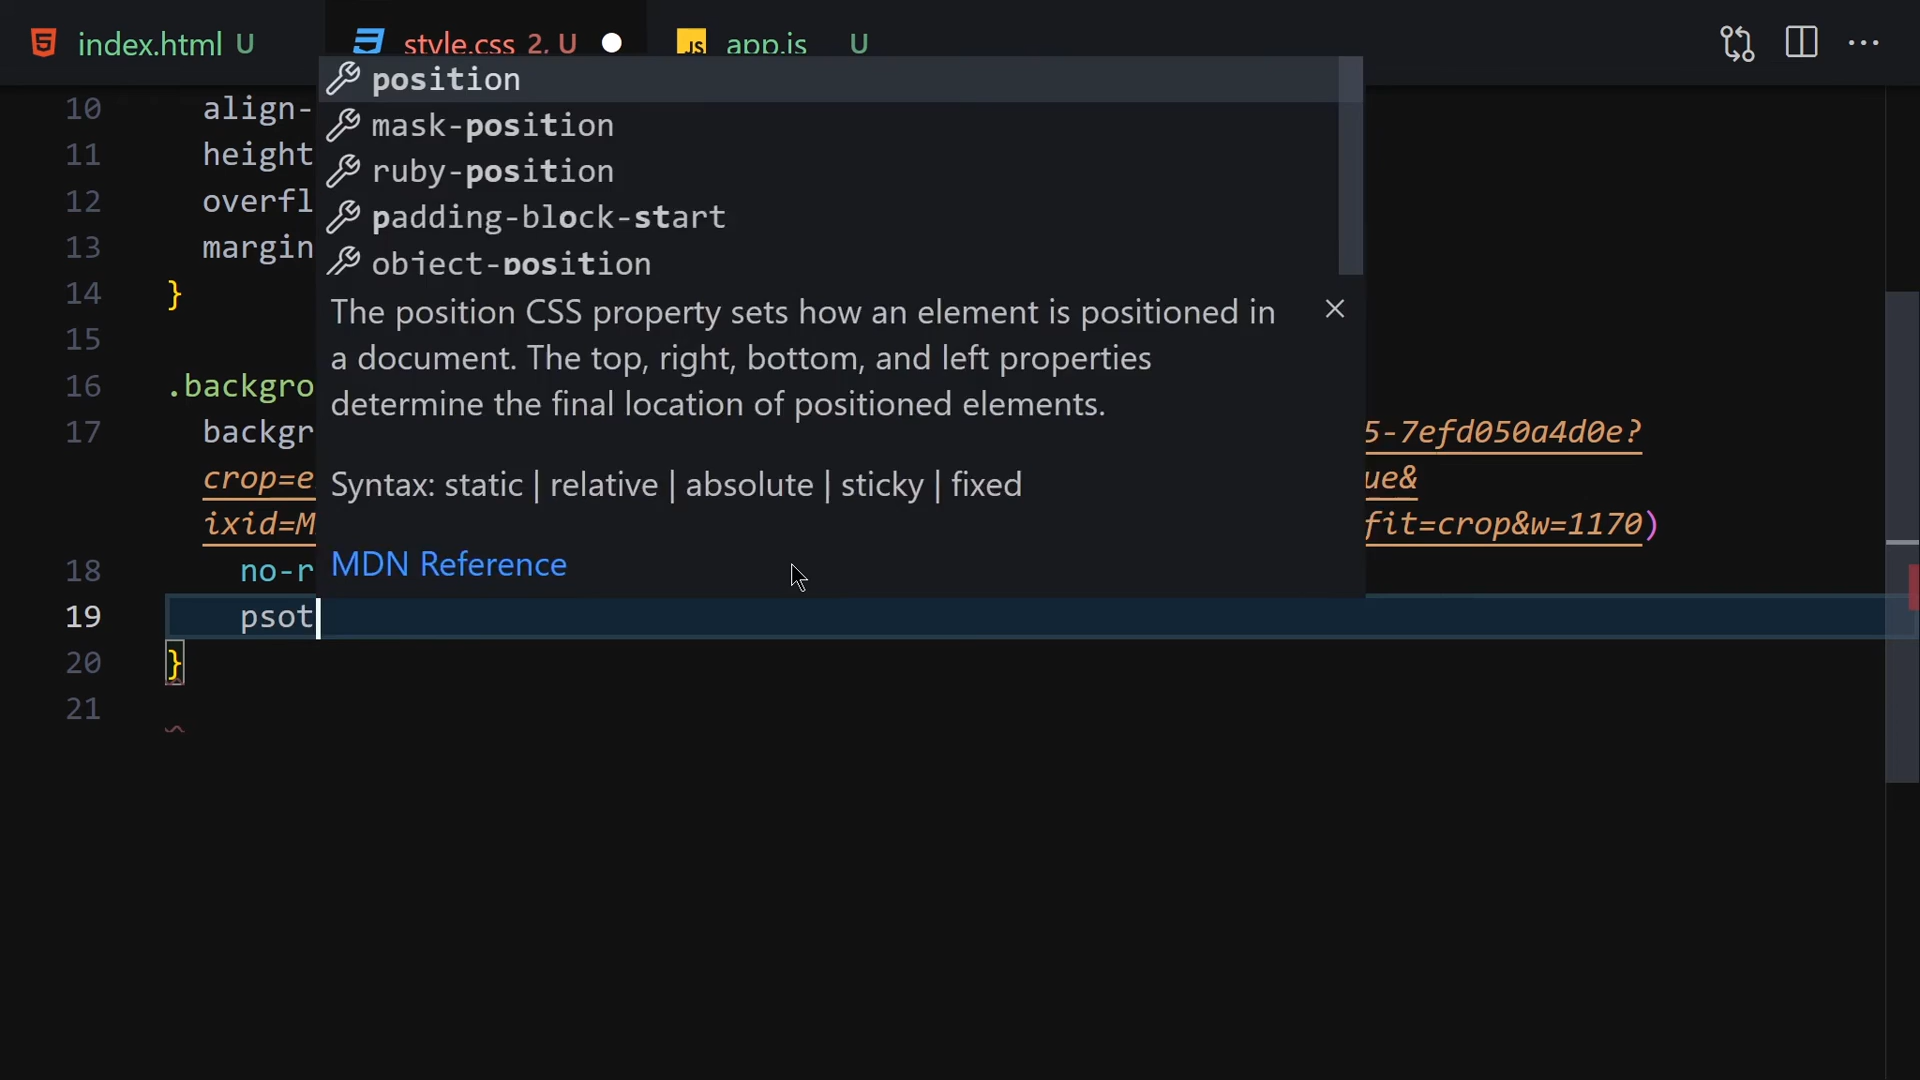 index.html U
style.css 2, U
app.js U
position
mask-position
ruby-position
padding-block-start
object-position
The position CSS property sets how an element is positioned in
a document. The top, right, bottom, and left properties
determine the final location of positioned elements.
Syntax: static | relative | absolute | sticky | fixed
MDN Reference
10 align-
11 height
12 overfl
13 margin
14 }
15
16 .backgro
17 backgr 5-7efd050a4d0e?
crop=e ue&
ixid=M fit=crop&w=1170)
18 no-r
19 psot
20 }
21